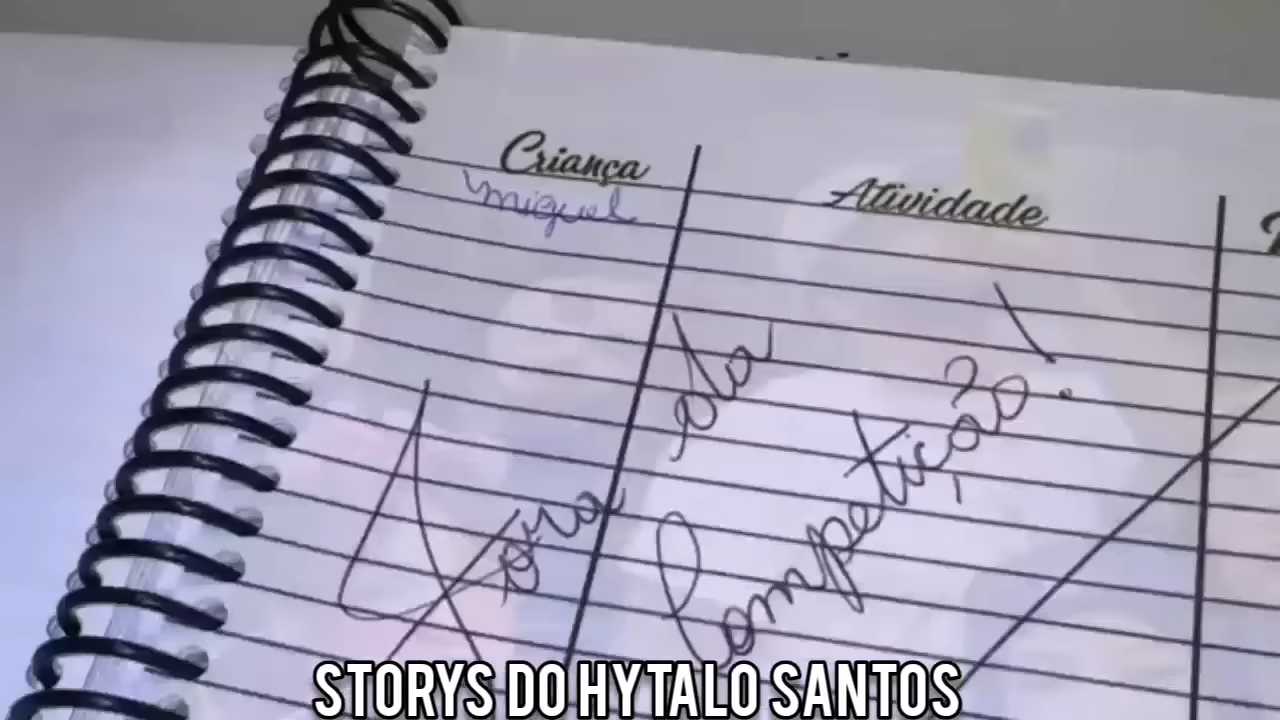 Criança
Atividade
Miguel
Fora da
Competição!
STORYS DO HYTALO SANTOS